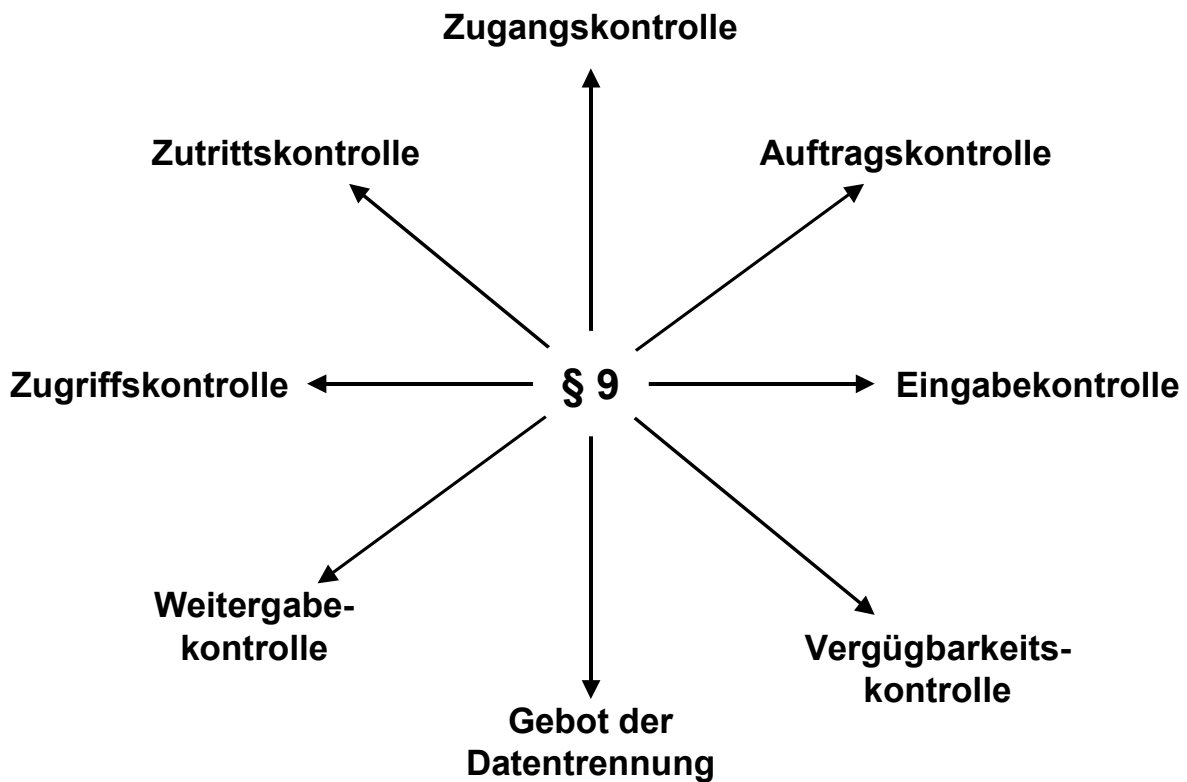 Zugangskontrolle
Zutrittskontrolle
Auftragskontrolle
Zugriffskontrolle
§ 9
Eingabekontrolle
Weitergabe-
kontrolle
Vergügbarkeits-
kontrolle
Gebot der
Datentrennung